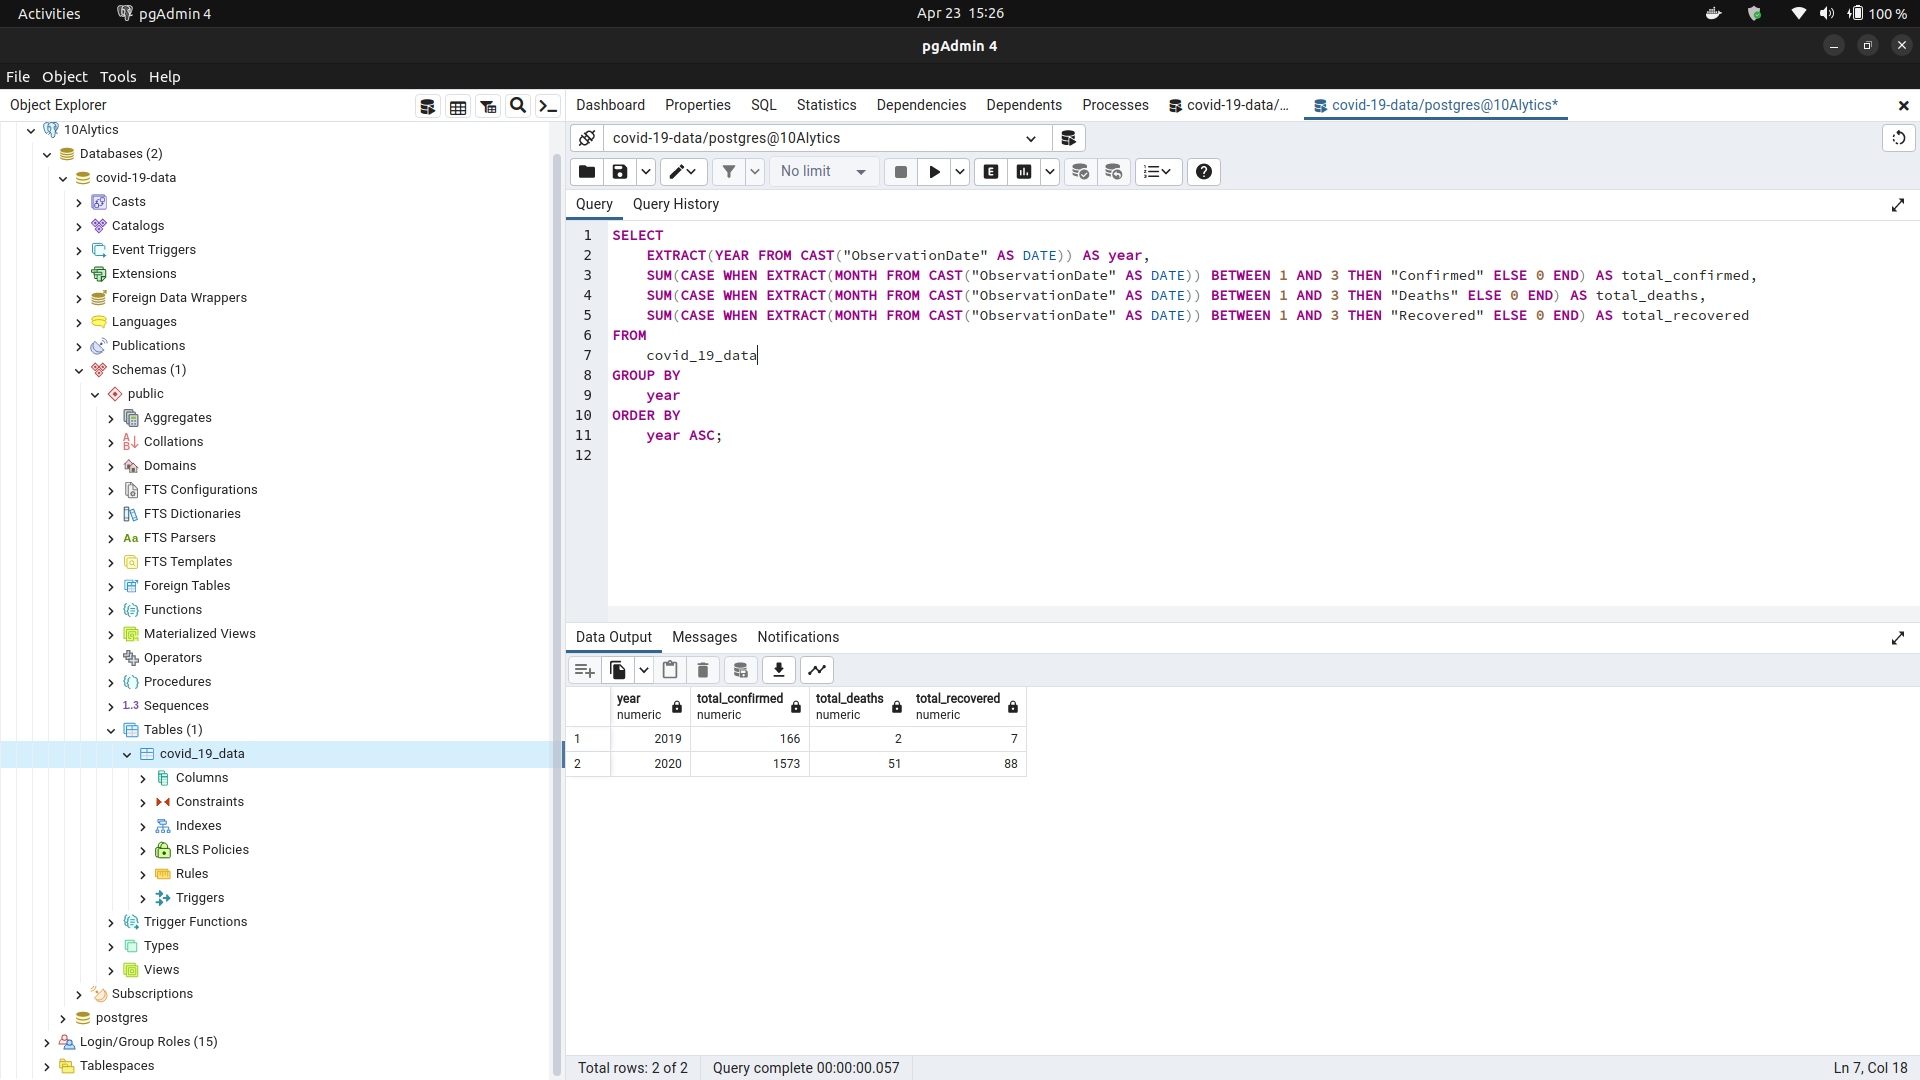 Activities
pgAdmin 4
Apr 23 15:26
100 %
pgAdmin 4
File Object Tools Help
Object Explorer
10Alytics
Databases (2)
covid-19-data
Casts
Catalogs
Event Triggers
Extensions
Foreign Data Wrappers
Languages
Publications
Schemas (1)
public
Aggregates
Collations
Domains
FTS Configurations
FTS Dictionaries
Aa FTS Parsers
FTS Templates
Foreign Tables
Functions
Materialized Views
Operators
Procedures
1..3 Sequences
Tables (1)
covid_19_data
Columns
Constraints
Indexes
RLS Policies
Rules
Triggers
Trigger Functions
Types
Views
Subscriptions
postgres
Login/Group Roles (15)
Tablespaces
Dashboard Properties SQL Statistics Dependencies Dependents Processes covid-19-data/... covid-19-data/postgres@10Alytics*
covid-19-data/postgres@10Alytics
No limit
E
Query Query History
1 SELECT
2 EXTRACT(YEAR FROM CAST("ObservationDate" AS DATE)) AS year,
3 SUM(CASE WHEN EXTRACT(MONTH FROM CAST("ObservationDate" AS DATE)) BETWEEN 1 AND 3 THEN "Confirmed" ELSE 0 END) AS total_confirmed,
4 SUM(CASE WHEN EXTRACT(MONTH FROM CAST("ObservationDate" AS DATE)) BETWEEN 1 AND 3 THEN "Deaths" ELSE 0 END) AS total_deaths,
5 SUM(CASE WHEN EXTRACT(MONTH FROM CAST("ObservationDate" AS DATE)) BETWEEN 1 AND 3 THEN "Recovered" ELSE 0 END) AS total_recovered
6 FROM
7 covid_19_data
8 GROUP BY
9 year
10 ORDER BY
11 year ASC;
12
Data Output Messages Notifications
year total_confirmed total_deaths total_recovered
numeric numeric numeric numeric
1 2019 166 2 7
2 2020 1573 51 88
Total rows: 2 of 2 Query complete 00:00:00.057 Ln 7, Col 18